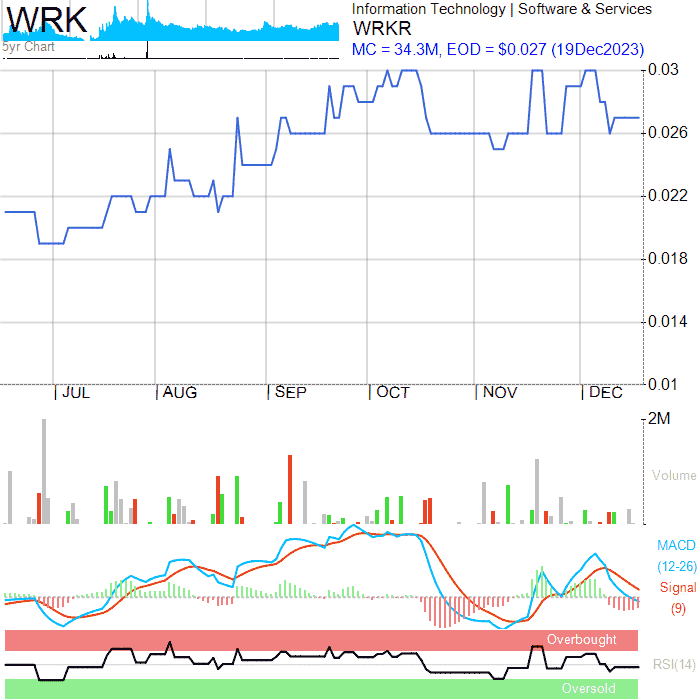 WRK
5yr Chart
Information Technology | Software & Services
WRKR
MC = 34.3M, EOD = $0.027 (19Dec2023)
0.03
0.026
0.022
0.018
0.014
0.01
JUL AUG SEP OCT NOV DEC
2M
Volume
MACD
(12-26)
Signal
(9)
Overbought
RSI(14)
Oversold